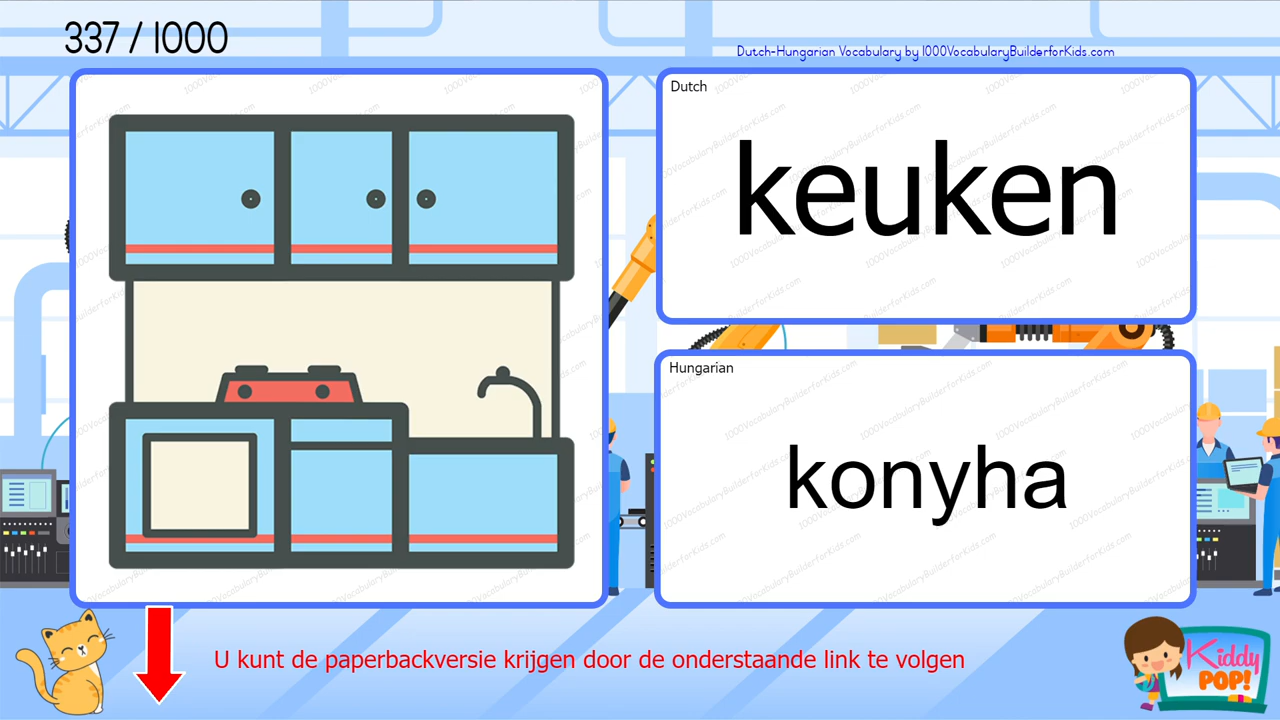 337 / 1000
Dutch-Hungarian Vocabulary by 1000VocabularyBuilderforKids.com
Dutch
keuken
Hungarian
konyha
U kunt de paperbackversie krijgen door de onderstaande link te volgen
Kiddy
POP!